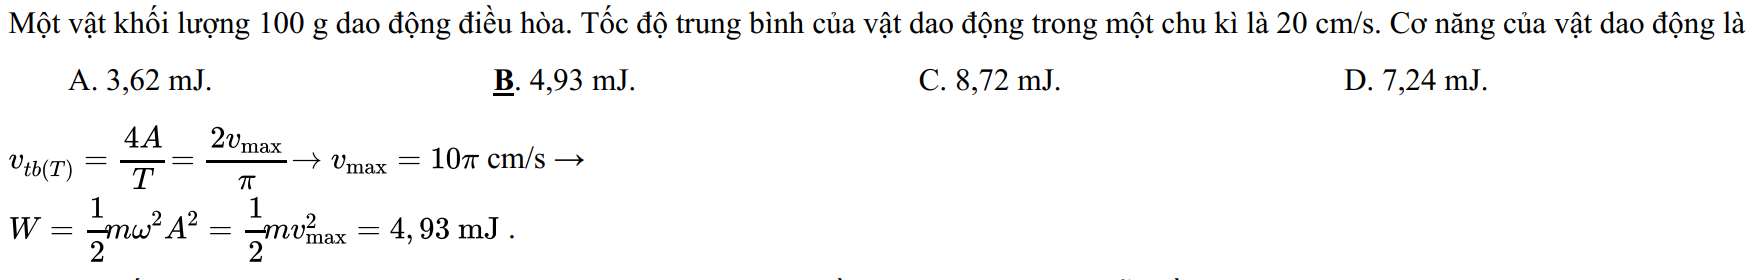 Một vật khối lượng 100 g dao động điều hòa. Tốc độ trung bình của vật dao động trong một chu kì là 20 cm/s. Cơ năng của vật dao động là
A. 3,62 mJ. B. 4,93 mJ. C. 8,72 mJ. D. 7,24 mJ.
$v_{tb(T)} = \frac{4A}{T} = \frac{2v_{\max}}{\pi} \rightarrow v_{\max} = 10\pi$ cm/s →
$W = \frac{1}{2}m\omega^2 A^2 = \frac{1}{2}mv_{\max}^2 = 4,93$ mJ .